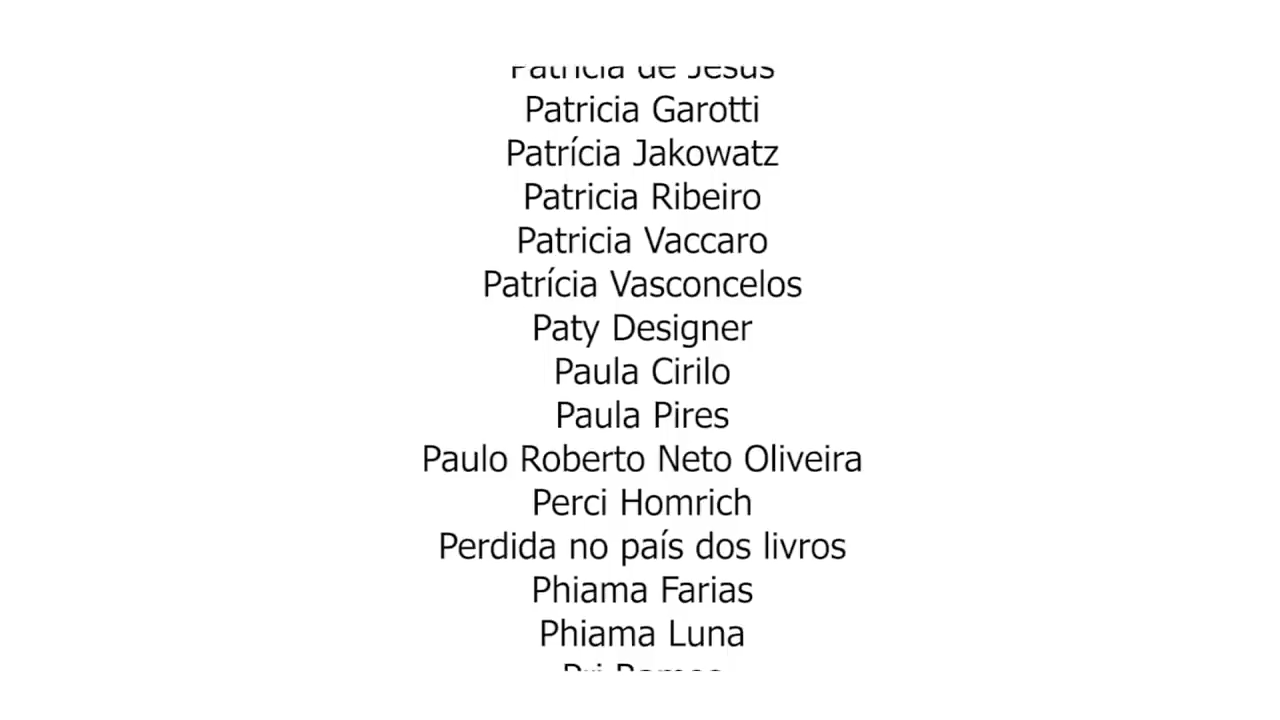 Patricia de Jesus
Patricia Garotti
Patrícia Jakowatz
Patricia Ribeiro
Patricia Vaccaro
Patrícia Vasconcelos
Paty Designer
Paula Cirilo
Paula Pires
Paulo Roberto Neto Oliveira
Perci Homrich
Perdida no país dos livros
Phiama Farias
Phiama Luna